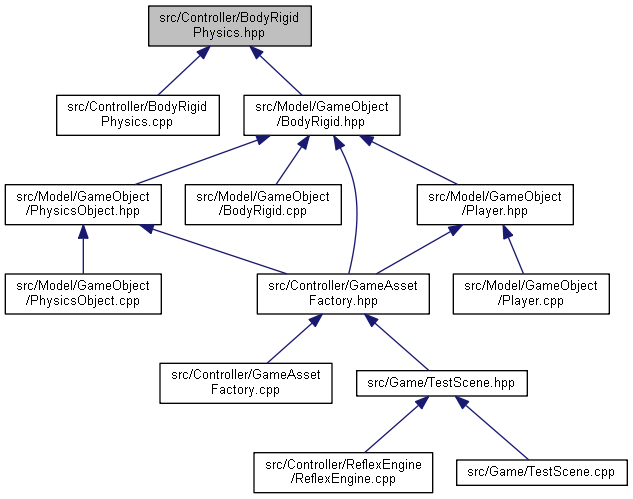 src/Controller/BodyRigid
Physics.hpp
src/Controller/BodyRigid
Physics.cpp
src/Model/GameObject
/BodyRigid.hpp
src/Model/GameObject
/PhysicsObject.hpp
src/Model/GameObject
/BodyRigid.cpp
src/Model/GameObject
/Player.hpp
src/Model/GameObject
/PhysicsObject.cpp
src/Controller/GameAsset
Factory.hpp
src/Model/GameObject
/Player.cpp
src/Controller/GameAsset
Factory.cpp
src/Game/TestScene.hpp
src/Controller/ReflexEngine
/ReflexEngine.cpp
src/Game/TestScene.cpp